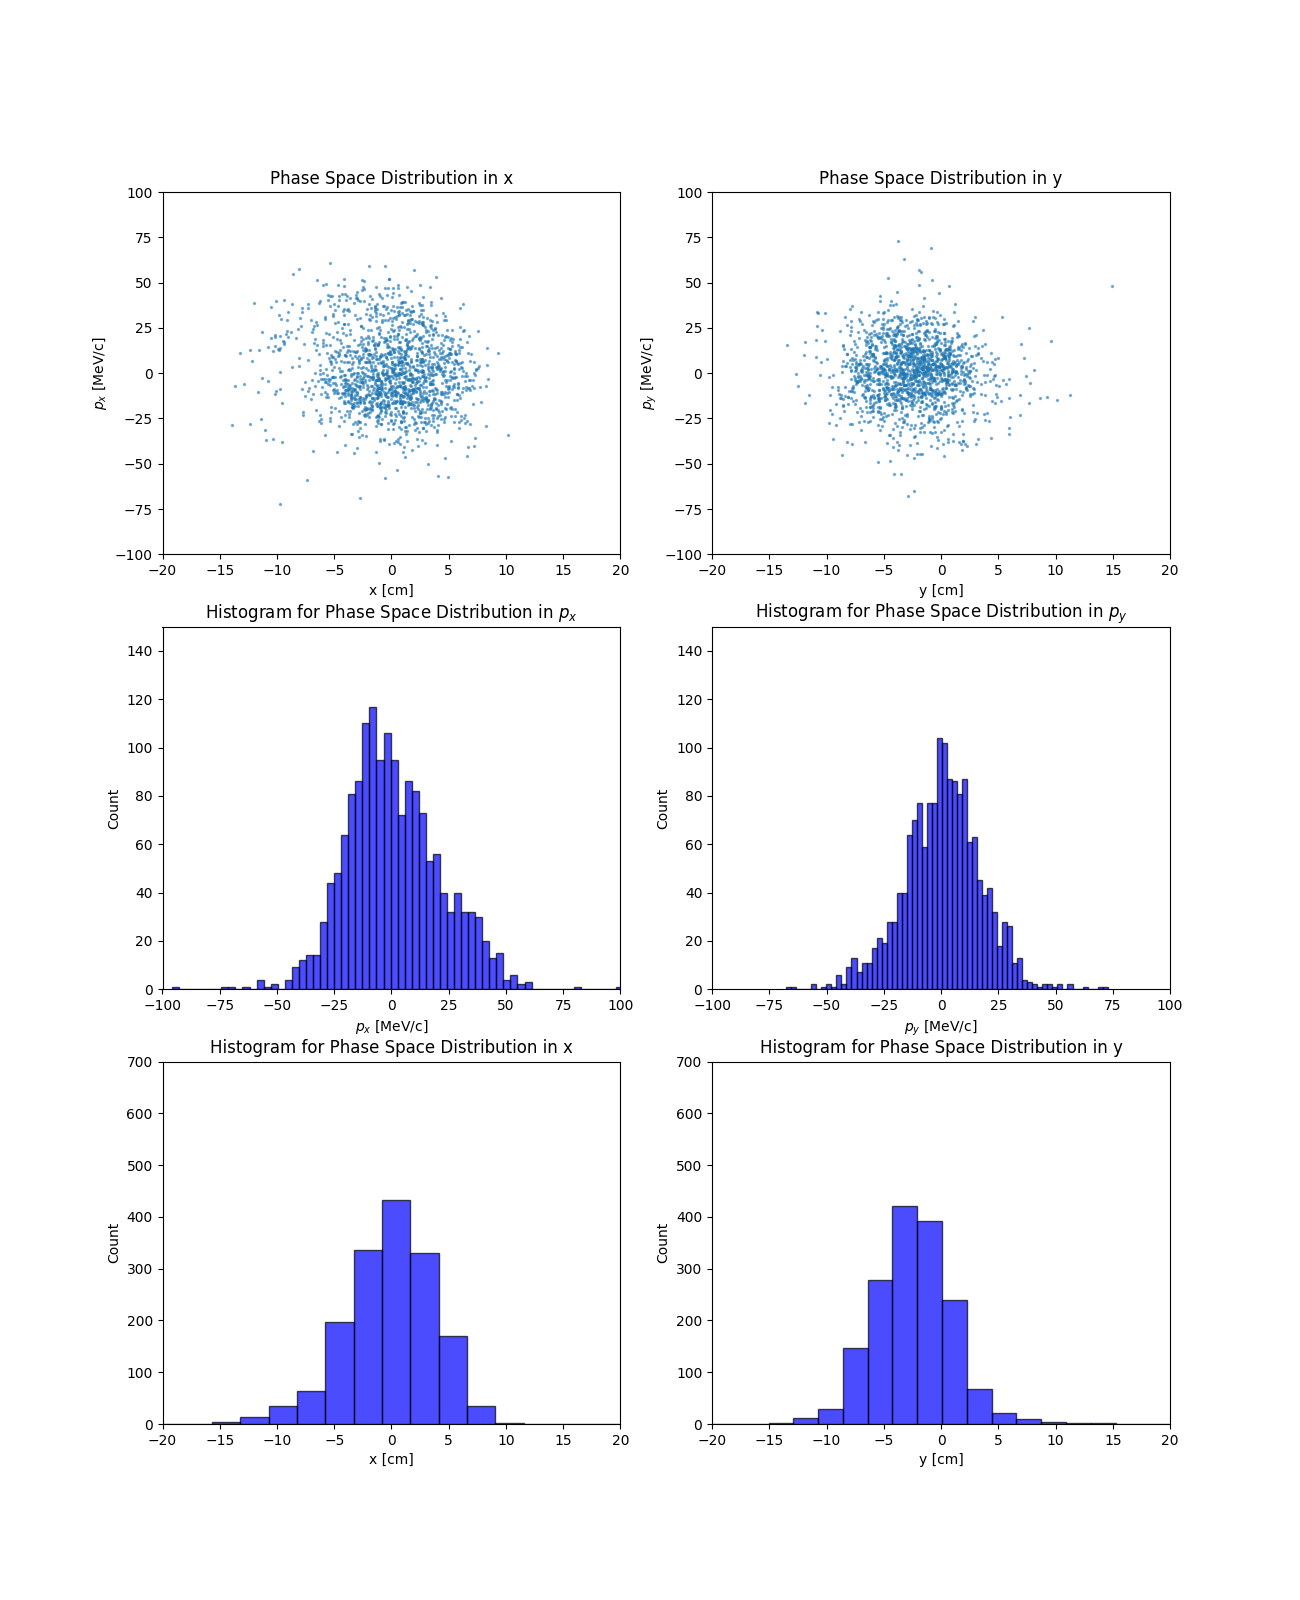 Phase Space Distribution in x
Phase Space Distribution in y
100
75
50
25
0
−25
−50
−75
−100
p_x [MeV/c]
−20 −15 −10 −5 0 5 10 15 20
x [cm]
100
75
50
25
0
−25
−50
−75
−100
p_y [MeV/c]
−20 −15 −10 −5 0 5 10 15 20
y [cm]
Histogram for Phase Space Distribution in p_x
Histogram for Phase Space Distribution in p_y
140
120
100
80
60
40
20
0
Count
−100 −75 −50 −25 0 25 50 75 100
p_x [MeV/c]
140
120
100
80
60
40
20
0
Count
−100 −75 −50 −25 0 25 50 75 100
p_y [MeV/c]
Histogram for Phase Space Distribution in x
Histogram for Phase Space Distribution in y
700
600
500
400
300
200
100
0
Count
−20 −15 −10 −5 0 5 10 15 20
x [cm]
700
600
500
400
300
200
100
0
Count
−20 −15 −10 −5 0 5 10 15 20
y [cm]